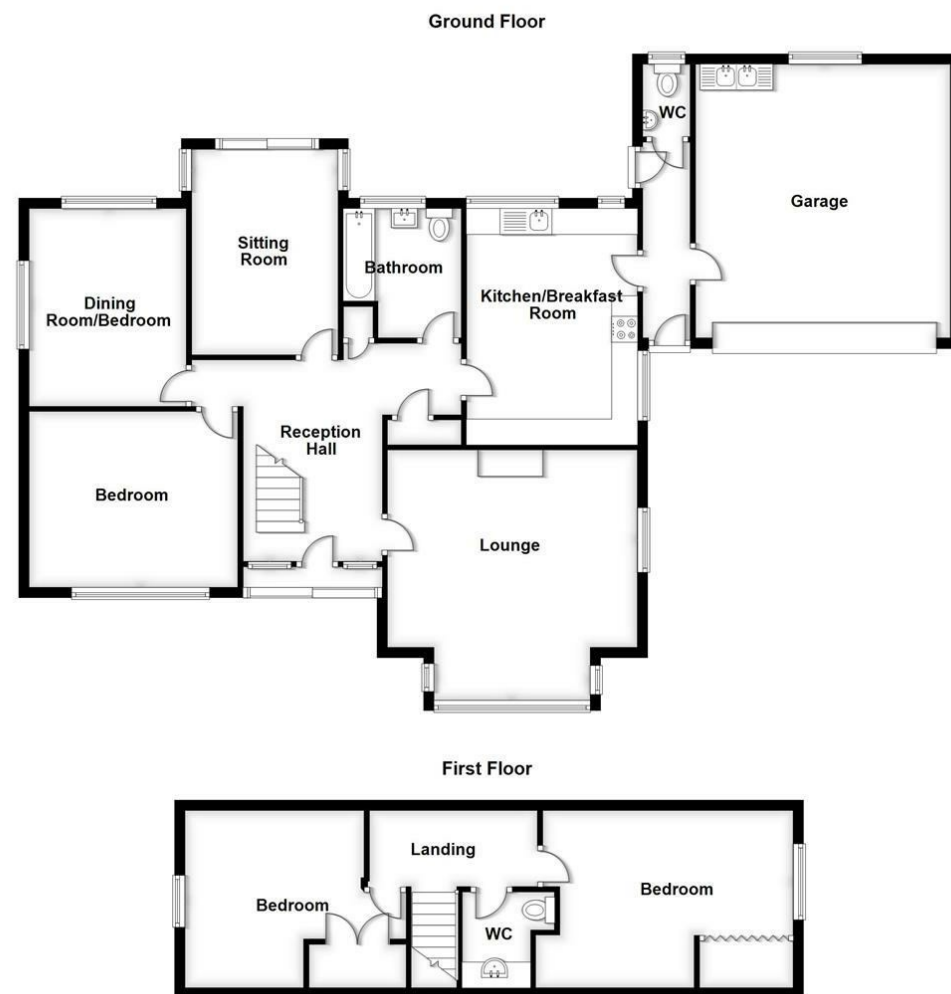 Ground Floor
WC
Garage
Sitting
Room
Bathroom
Dining
Room/Bedroom
Kitchen/Breakfast
Room
Reception
Hall
Bedroom
Lounge
First Floor
Landing
Bedroom
Bedroom
WC